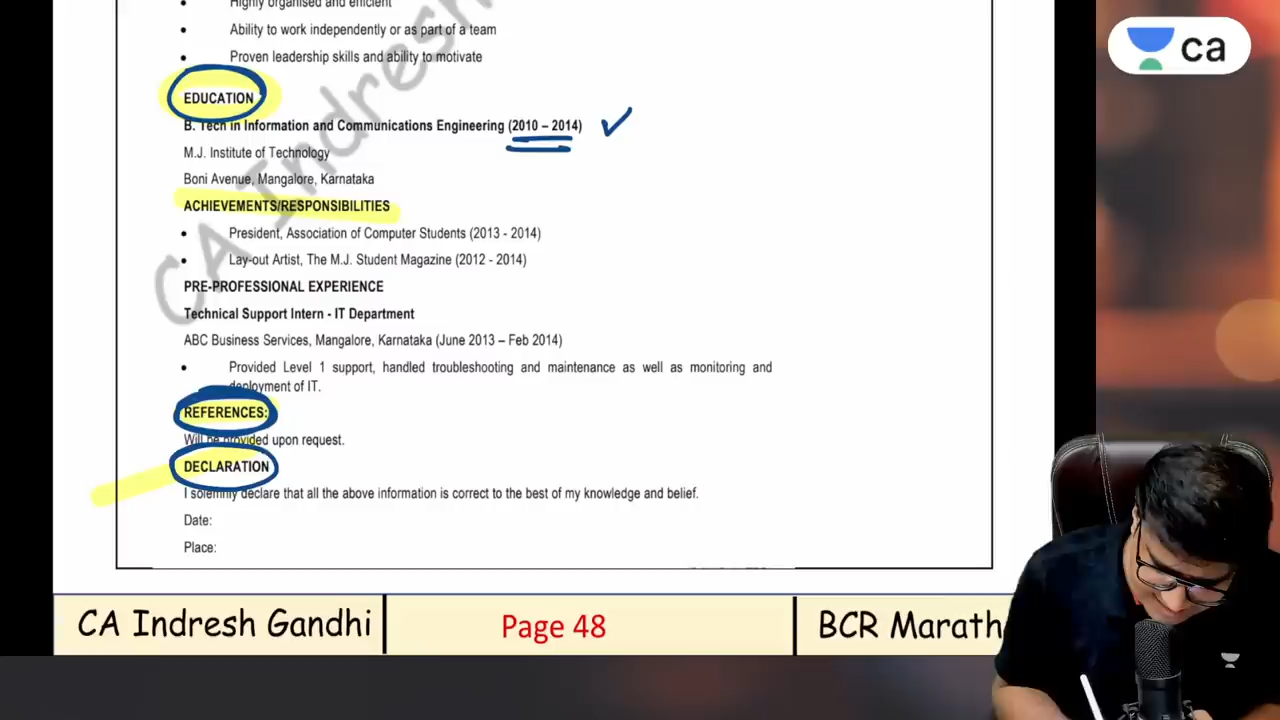 Highly organised and efficient
Ability to work independently or as part of a team
Proven leadership skills and ability to motivate
EDUCATION
B. Tech in Information and Communications Engineering (2010 – 2014)
M.J. Institute of Technology
Boni Avenue, Mangalore, Karnataka
ACHIEVEMENTS/RESPONSIBILITIES
President, Association of Computer Students (2013 - 2014)
Lay-out Artist, The M.J. Student Magazine (2012 - 2014)
PRE-PROFESSIONAL EXPERIENCE
Technical Support Intern - IT Department
ABC Business Services, Mangalore, Karnataka (June 2013 – Feb 2014)
Provided Level 1 support, handled troubleshooting and maintenance as well as monitoring and
deployment of IT.
REFERENCES:
Will be provided upon request.
DECLARATION
I solemnly declare that all the above information is correct to the best of my knowledge and belief.
Date:
Place:
CA Indresh
CA Indresh Gandhi
Page 48
BCR Marath
ca